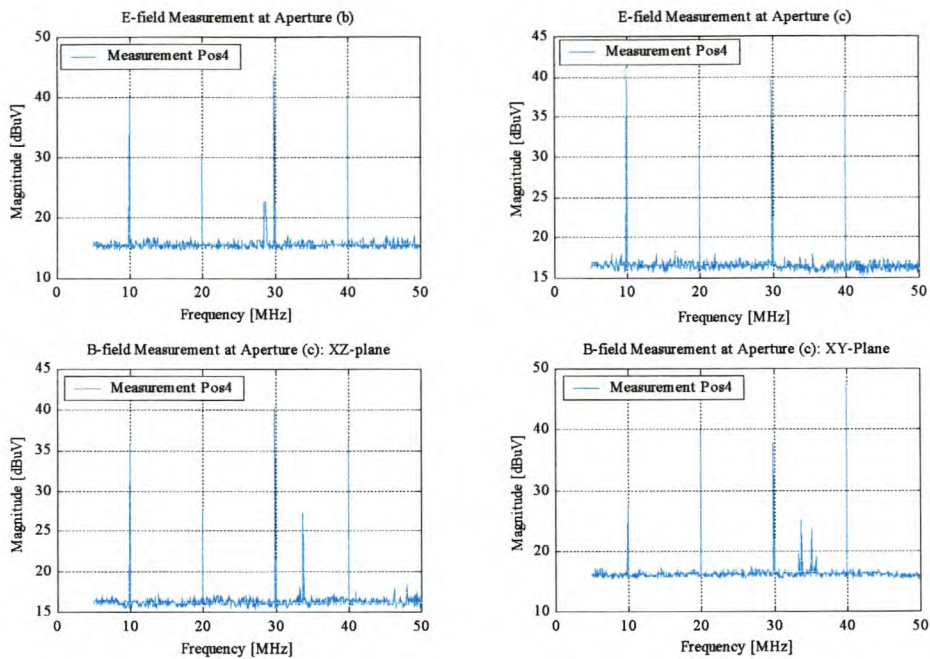 E-field Measurement at Aperture (b)
50
40
30
20
10
Magnitude [dBuV]
Measurement Pos4
0 10 20 30 40 50
Frequency [MHz]
E-field Measurement at Aperture (c)
45
40
35
30
25
20
15
Magnitude [dBuV]
Measurement Pos4
0 10 20 30 40 50
Frequency [MHz]
B-field Measurement at Aperture (c): XZ-plane
45
40
35
30
25
20
15
Magnitude [dBuV]
Measurement Pos4
0 10 20 30 40 50
Frequency [MHz]
B-field Measurement at Aperture (c): XY-Plane
50
40
30
20
10
Magnitude [dBuV]
Measurement Pos4
0 10 20 30 40 50
Frequency [MHz]